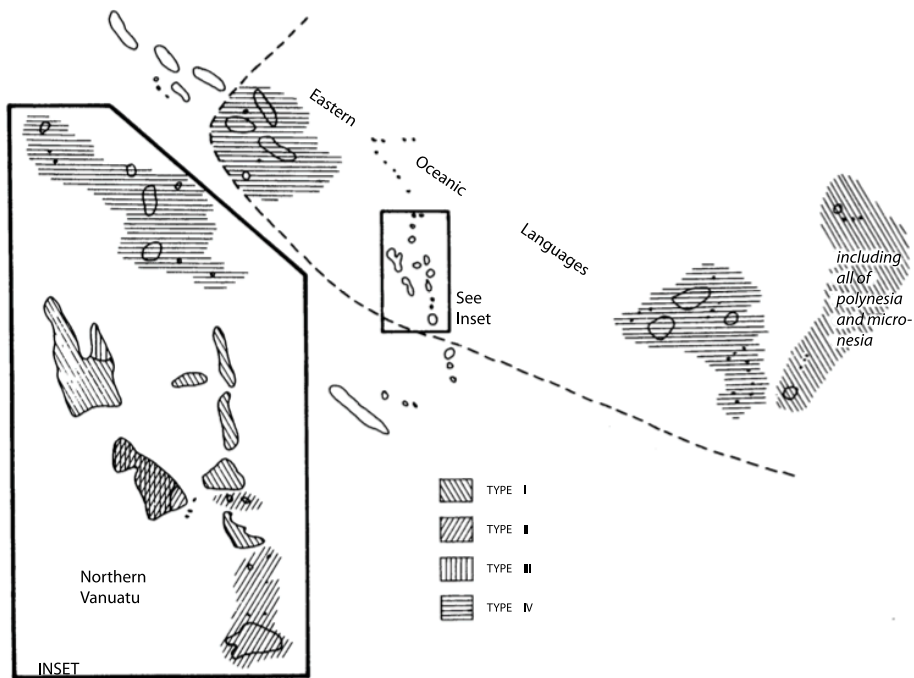 Eastern
Oceanic
Languages
See
Inset
including
all of
polynesia
and micro-
nesia
TYPE I
TYPE II
TYPE III
TYPE IV
Northern
Vanuatu
INSET